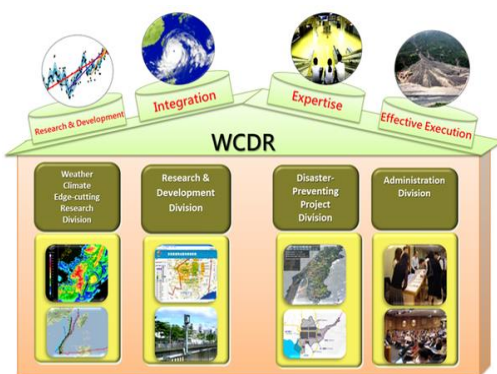 Research & Development
Integration
Expertise
Effective Execution
WCDR
Weather
Climate
Edge-cutting
Research
Division
Research &
Development
Division
Disaster-
Preventing
Project
Division
Administration
Division